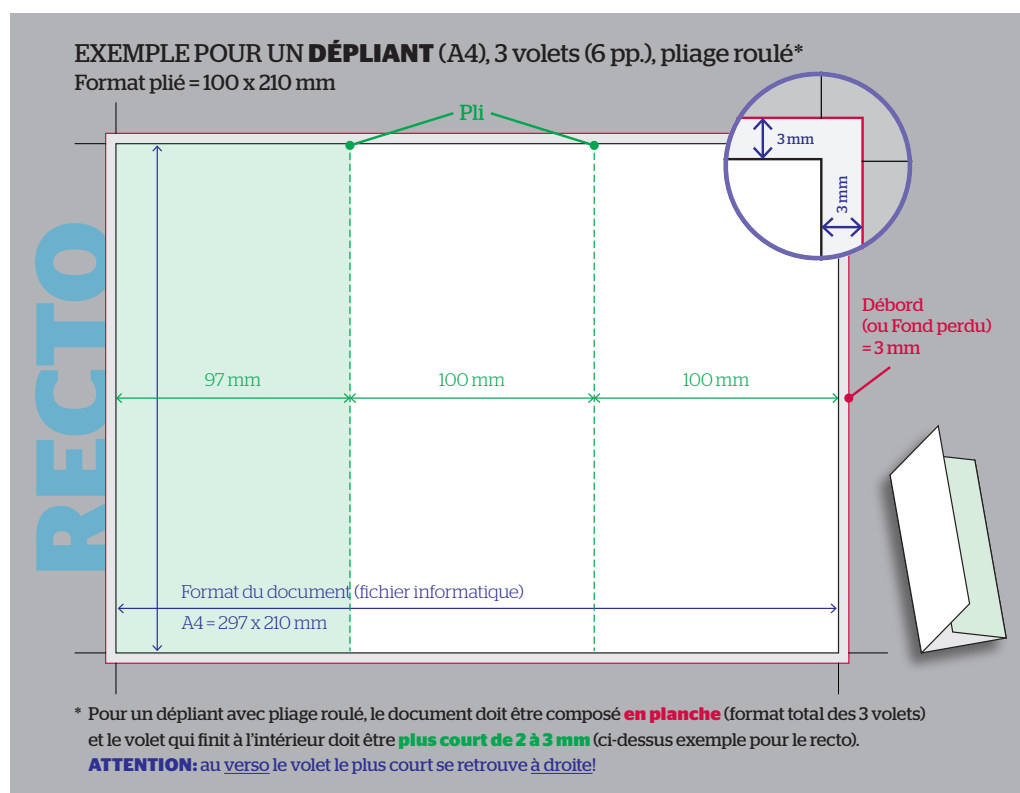 EXEMPLE POUR UN DÉPLIANT (A4), 3 volets (6 pp.), pliage roulé*
Format plié = 100 x 210 mm
Pli
3 mm
3 mm
RECTO
Débord
(ou Fond perdu)
= 3 mm
97 mm
100 mm
100 mm
Format du document (fichier informatique)
A4 = 297 x 210 mm
* Pour un dépliant avec pliage roulé, le document doit être composé en planche (format total des 3 volets)
et le volet qui finit à l'intérieur doit être plus court de 2 à 3 mm (ci-dessus exemple pour le recto).
ATTENTION: au verso le volet le plus court se retrouve à droite!